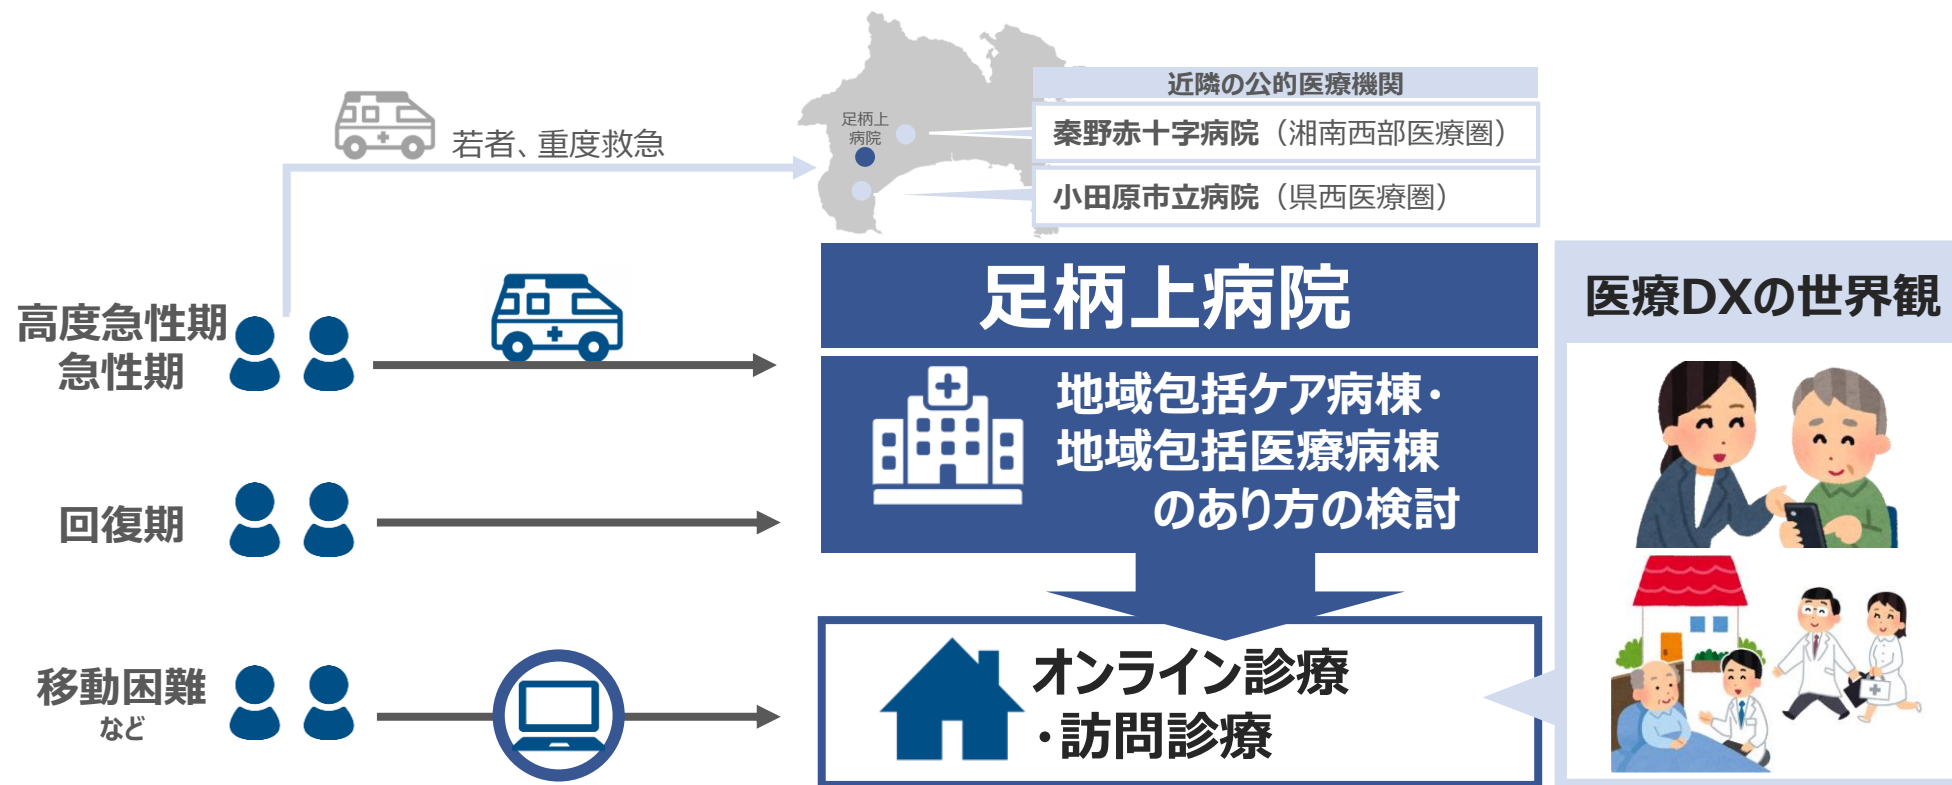 足柄上
病院
近隣の公的医療機関
秦野赤十字病院（湘南西部医療圏）
小田原市立病院（県西医療圏）
若者、重度救急
高度急性期
急性期
回復期
移動困難
など
足柄上病院
地域包括ケア病棟・
地域包括医療病棟
のあり方の検討
オンライン診療
・訪問診療
医療DXの世界観